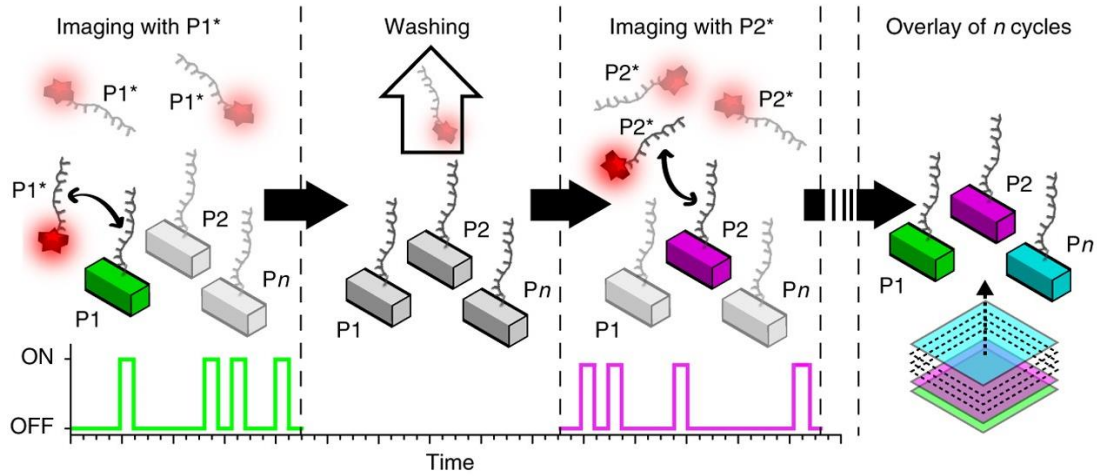 Imaging with P1*
Washing
Imaging with P2*
Overlay of n cycles
P1*
P1*
P1*
P2
Pn
P1
P2
Pn
P1
P2*
P2*
P2*
P2
Pn
P1
P2
Pn
P1
ON
OFF
Time